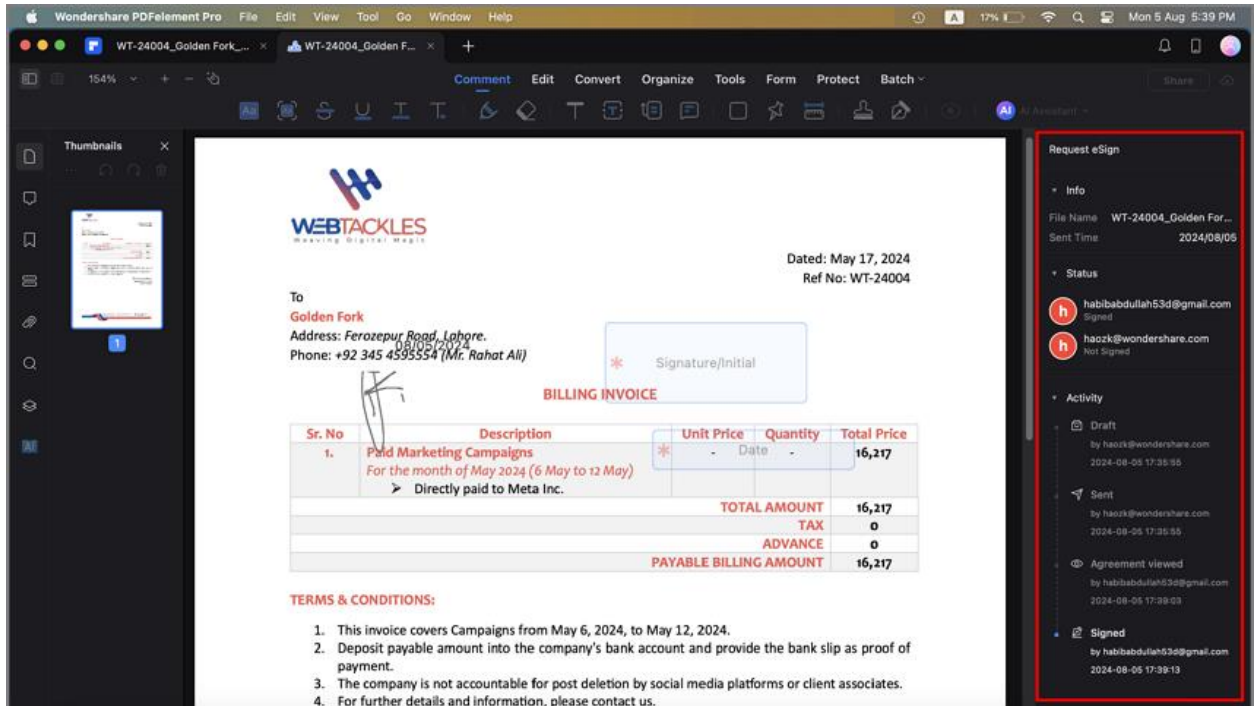 Wondershare PDFelement Pro File Edit View Tool Go Window Help A 17% Mon 5 Aug 5:39 PM
WT-24004_Golden Fork_... × WT-24004_Golden F... × +
154% + − Comment Edit Convert Organize Tools Form Protect Batch Share
Aa T T T AI AI Assistant
Thumbnails ×
1
AI
WEBTACKLES
Weaving Digital Magic
Dated: May 17, 2024
Ref No: WT-24004
To
Golden Fork
Address: Ferozepur Road, Lahore.
08/05/2024
Phone: +92 345 4595554 (Mr. Rahat Ali)
* Signature/Initial
BILLING INVOICE
Sr. No Description Unit Price Quantity Total Price
1. Paid Marketing Campaigns - - 16,217
* Date
For the month of May 2024 (6 May to 12 May)
➤ Directly paid to Meta Inc.
TOTAL AMOUNT 16,217
TAX 0
ADVANCE 0
PAYABLE BILLING AMOUNT 16,217
TERMS & CONDITIONS:
1. This invoice covers Campaigns from May 6, 2024, to May 12, 2024.
2. Deposit payable amount into the company's bank account and provide the bank slip as proof of
payment.
3. The company is not accountable for post deletion by social media platforms or client associates.
4. For further details and information, please contact us.
Request eSign
Info
File Name WT-24004_Golden For...
Sent Time 2024/08/05
Status
h habibabdullah53d@gmail.com
Signed
h haozk@wondershare.com
Not Signed
Activity
Draft
by haozk@wondershare.com
2024-08-05 17:35:55
Sent
by haozk@wondershare.com
2024-08-05 17:35:55
Agreement viewed
by habibabdullah53d@gmail.com
2024-08-05 17:39:03
Signed
by habibabdullah53d@gmail.com
2024-08-05 17:39:13